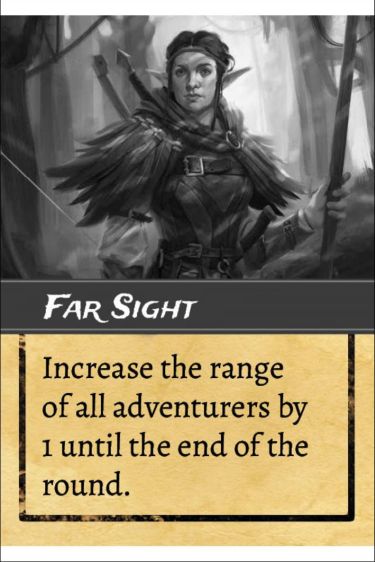 Far Sight
Increase the range
of all adventurers by
1 until the end of the
round.